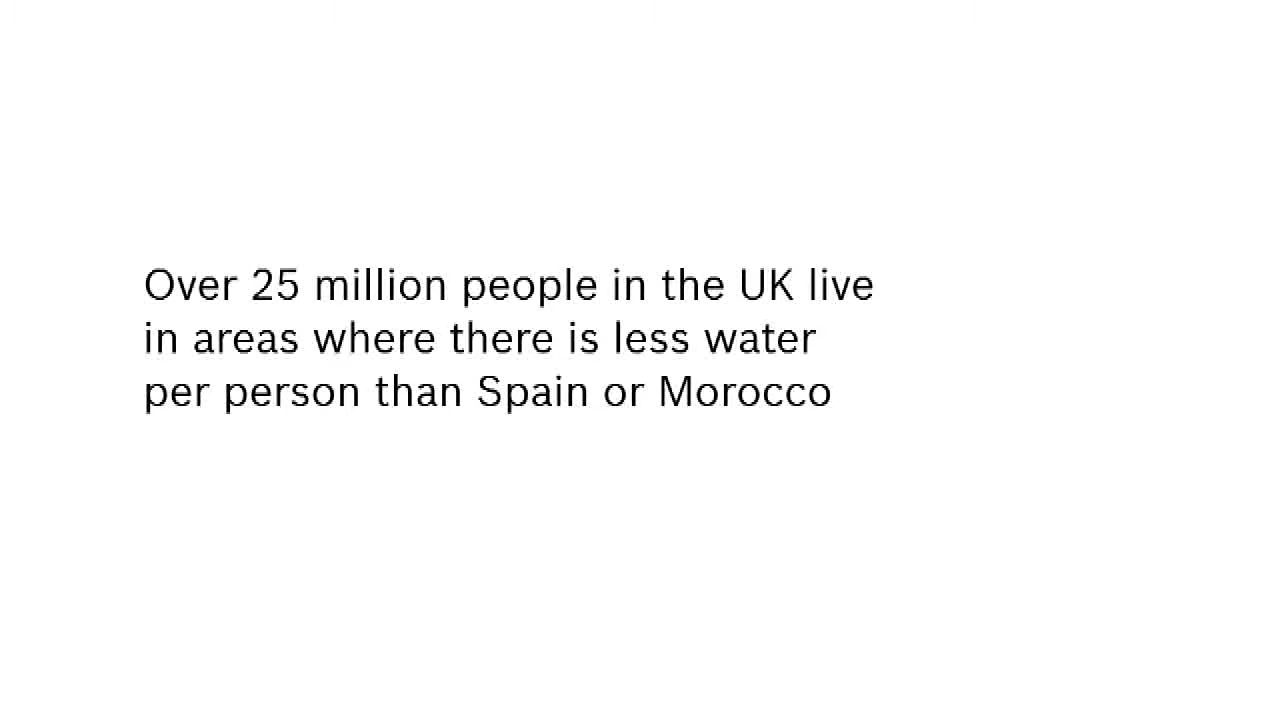 Over 25 million people in the UK live
in areas where there is less water
per person than Spain or Morocco